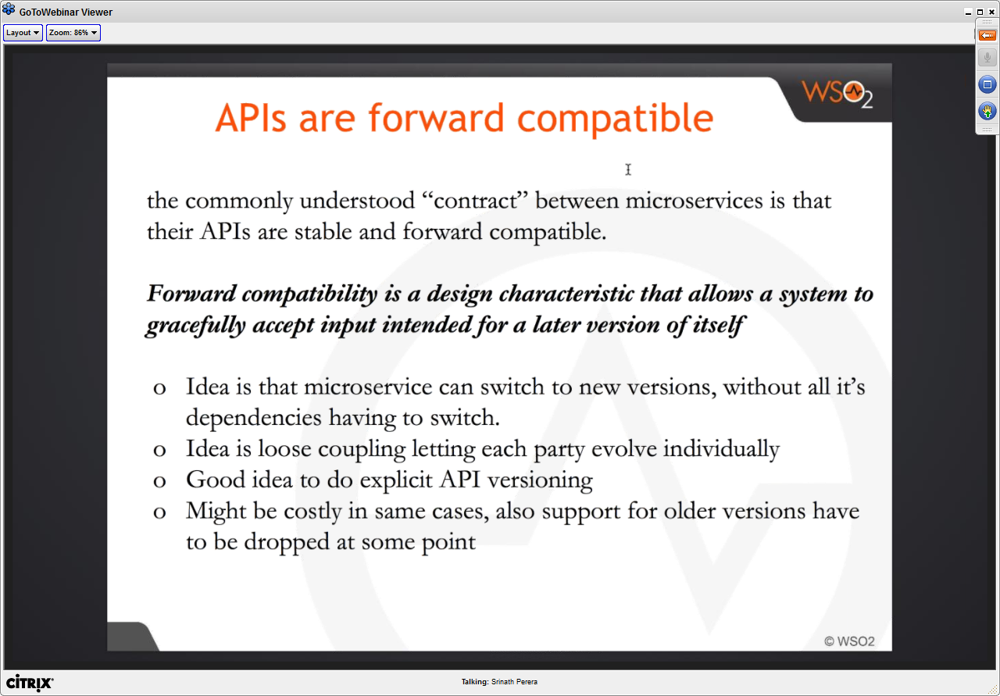 GoToWebinar Viewer
Layout
Zoom: 86%
WSO2
APIs are forward compatible
the commonly understood “contract” between microservices is that
their APIs are stable and forward compatible.
Forward compatibility is a design characteristic that allows a system to
gracefully accept input intended for a later version of itself
o Idea is that microservice can switch to new versions, without all it’s
dependencies having to switch.
o Idea is loose coupling letting each party evolve individually
o Good idea to do explicit API versioning
o Might be costly in same cases, also support for older versions have
to be dropped at some point
© WSO2
CITRIX®
Talking: Srinath Perera